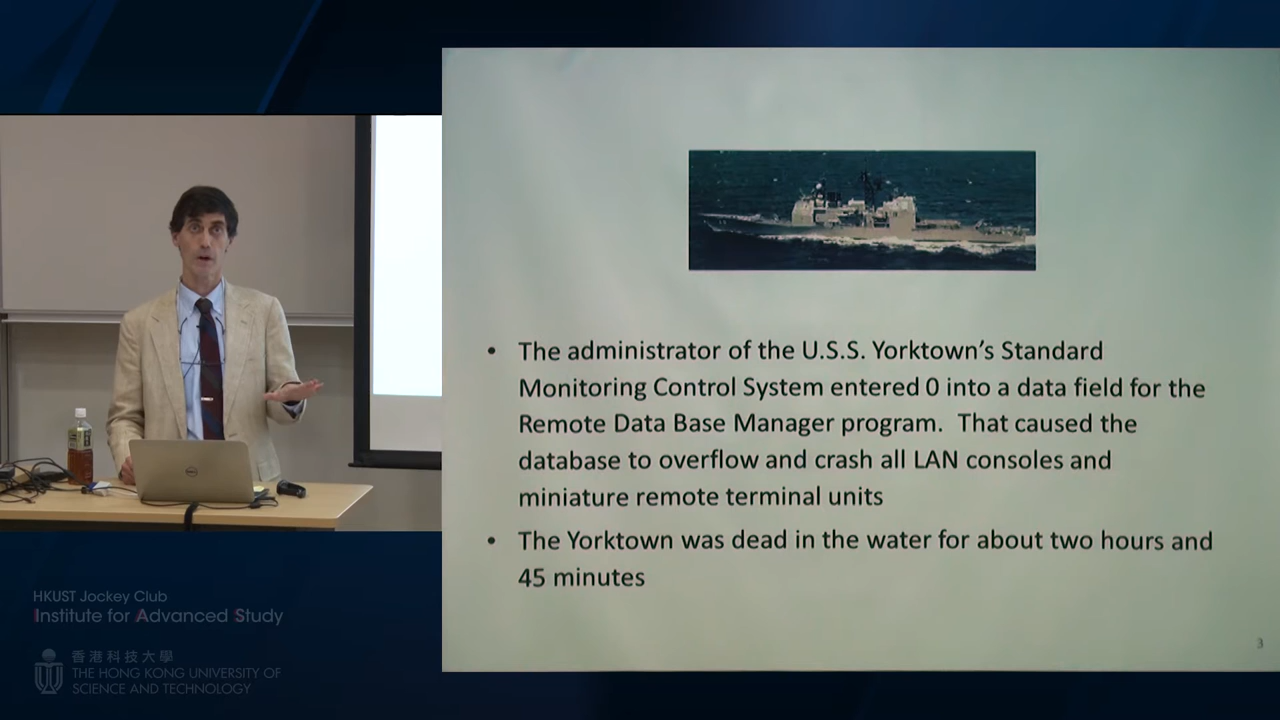 • The administrator of the U.S.S. Yorktown’s Standard
Monitoring Control System entered 0 into a data field for the
Remote Data Base Manager program.  That caused the
database to overflow and crash all LAN consoles and
miniature remote terminal units
• The Yorktown was dead in the water for about two hours and
45 minutes
3
HKUST Jockey Club
Institute for Advanced Study
香港科技大學
THE HONG KONG UNIVERSITY OF
SCIENCE AND TECHNOLOGY
DELL